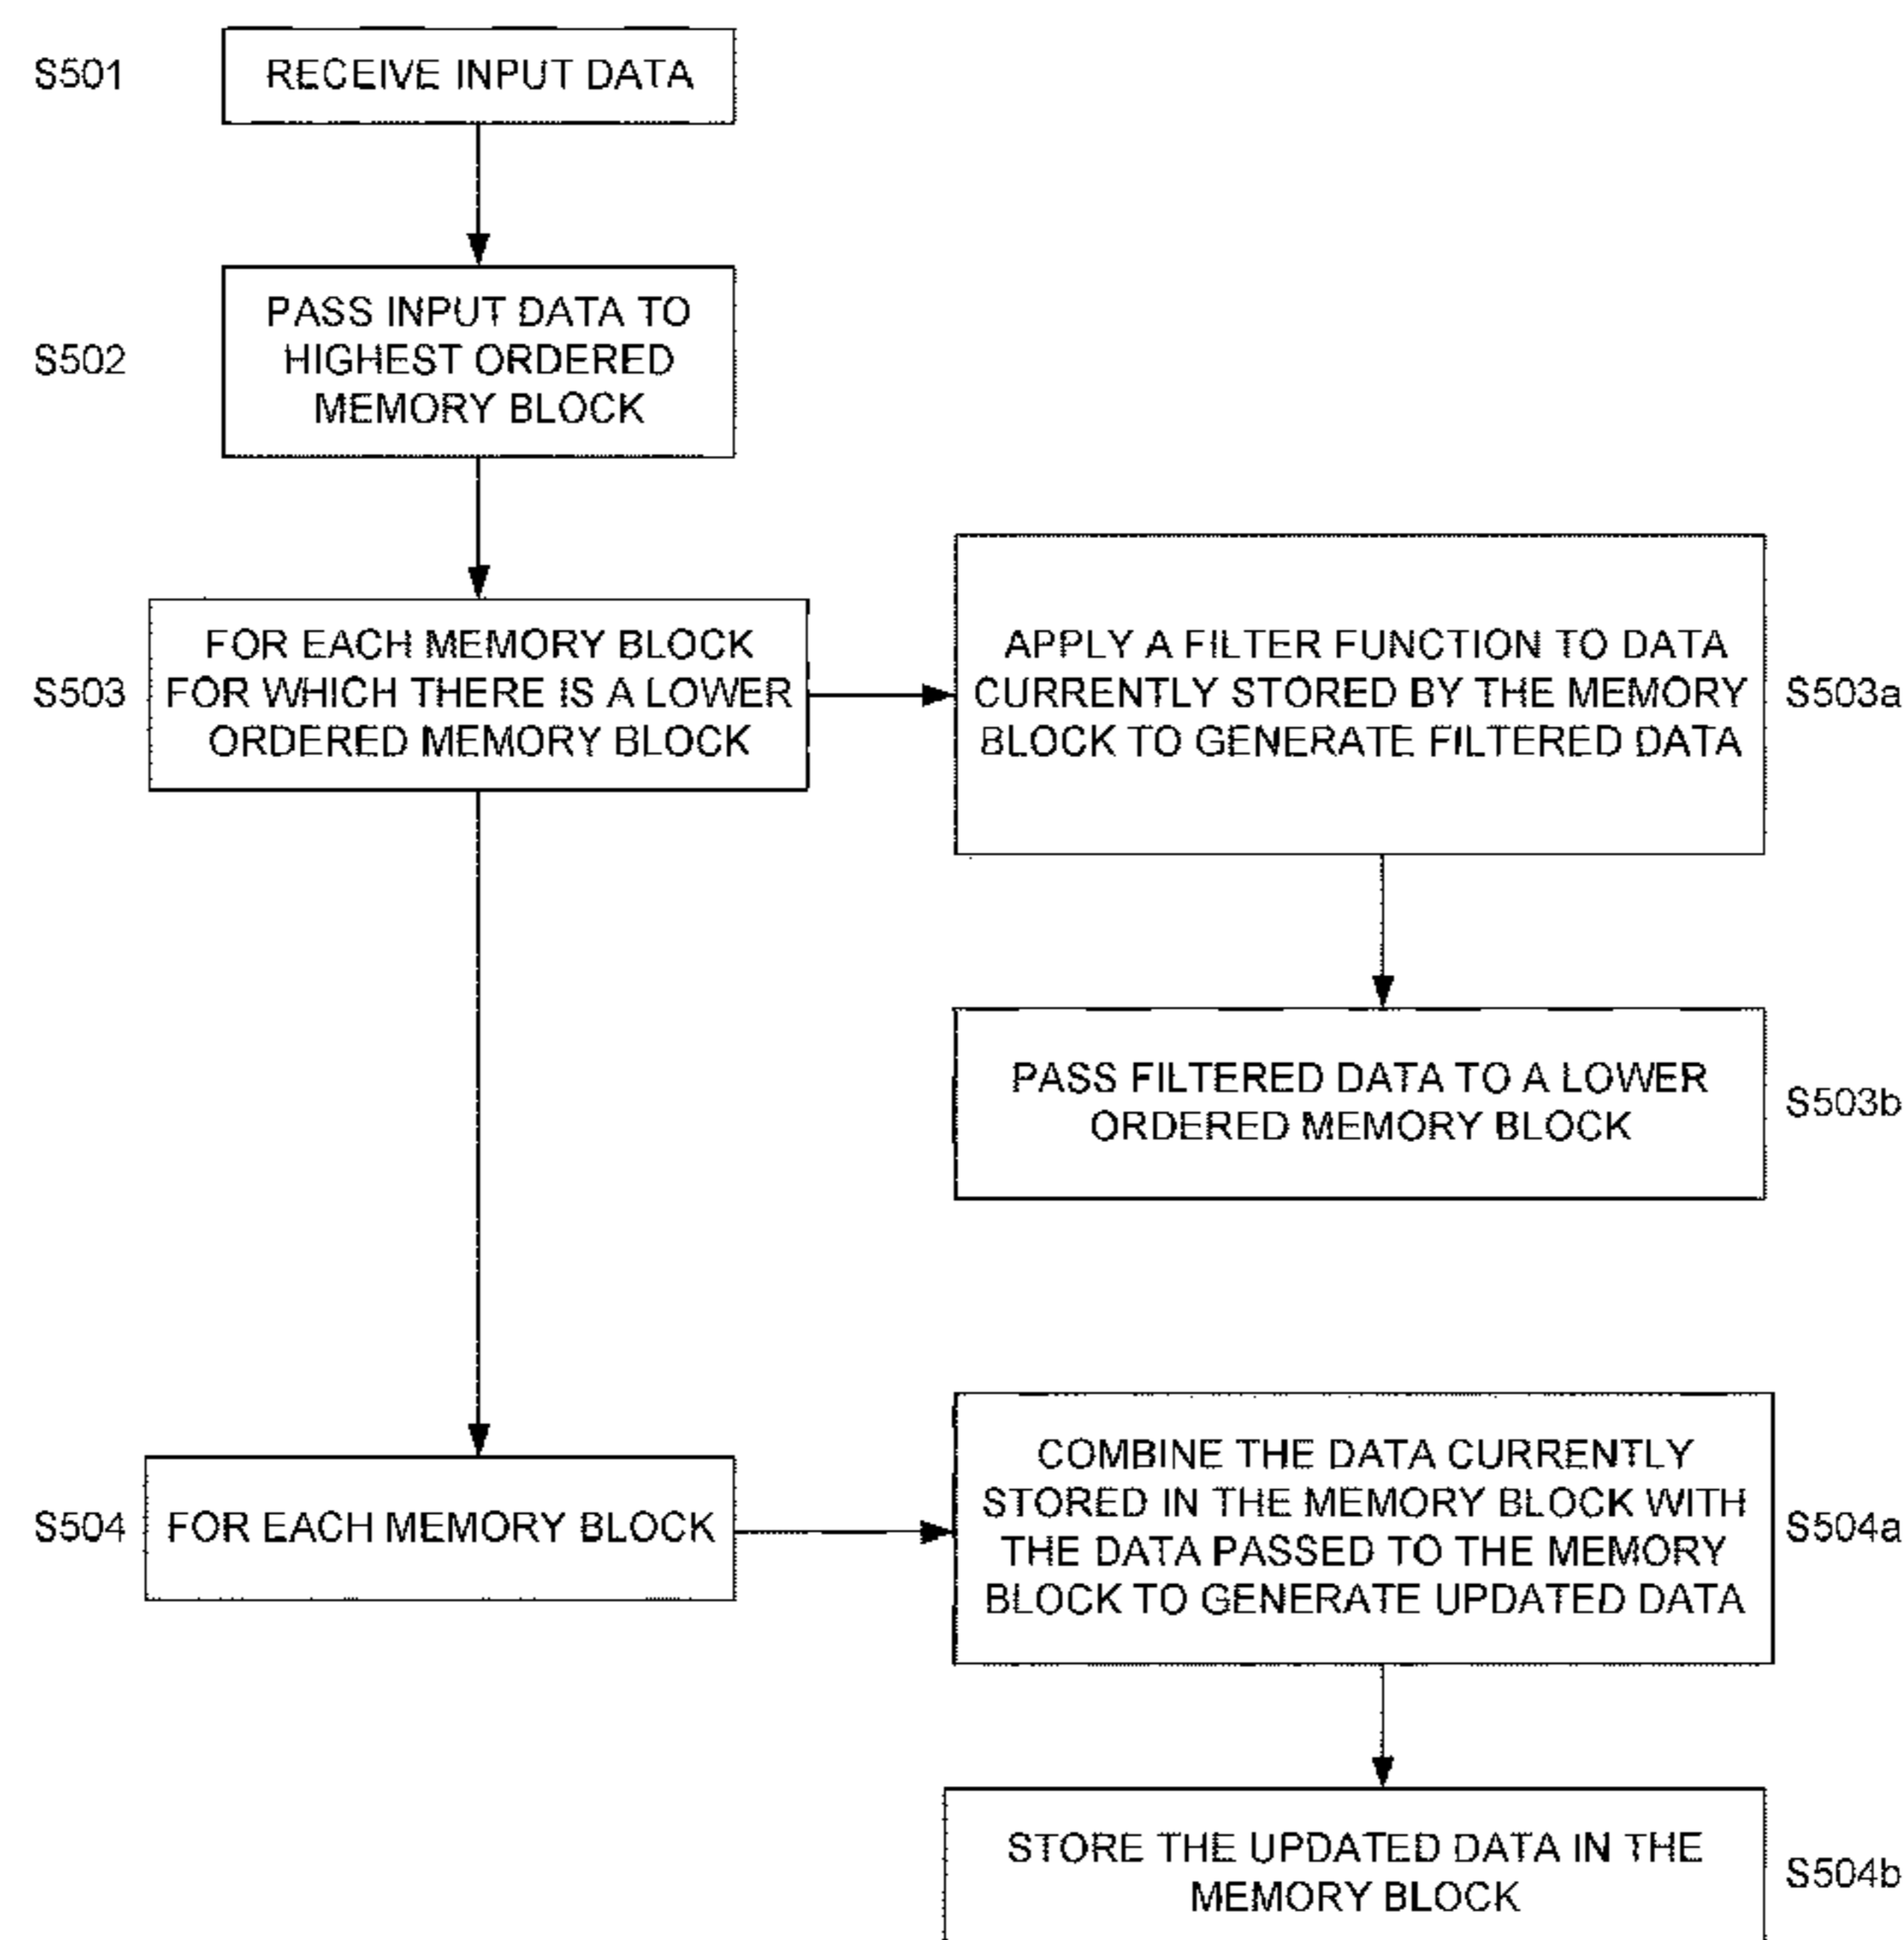 S501
RECEIVE INPUT DATA
S502
PASS INPUT DATA TO
HIGHEST ORDERED
MEMORY BLOCK
S503
FOR EACH MEMORY BLOCK
FOR WHICH THERE IS A LOWER
ORDERED MEMORY BLOCK
APPLY A FILTER FUNCTION TO DATA
CURRENTLY STORED BY THE MEMORY
BLOCK TO GENERATE FILTERED DATA
S503a
PASS FILTERED DATA TO A LOWER
ORDERED MEMORY BLOCK
S503b
S504
FOR EACH MEMORY BLOCK
COMBINE THE DATA CURRENTLY
STORED IN THE MEMORY BLOCK WITH
THE DATA PASSED TO THE MEMORY
BLOCK TO GENERATE UPDATED DATA
S504a
STORE THE UPDATED DATA IN THE
MEMORY BLOCK
S504b